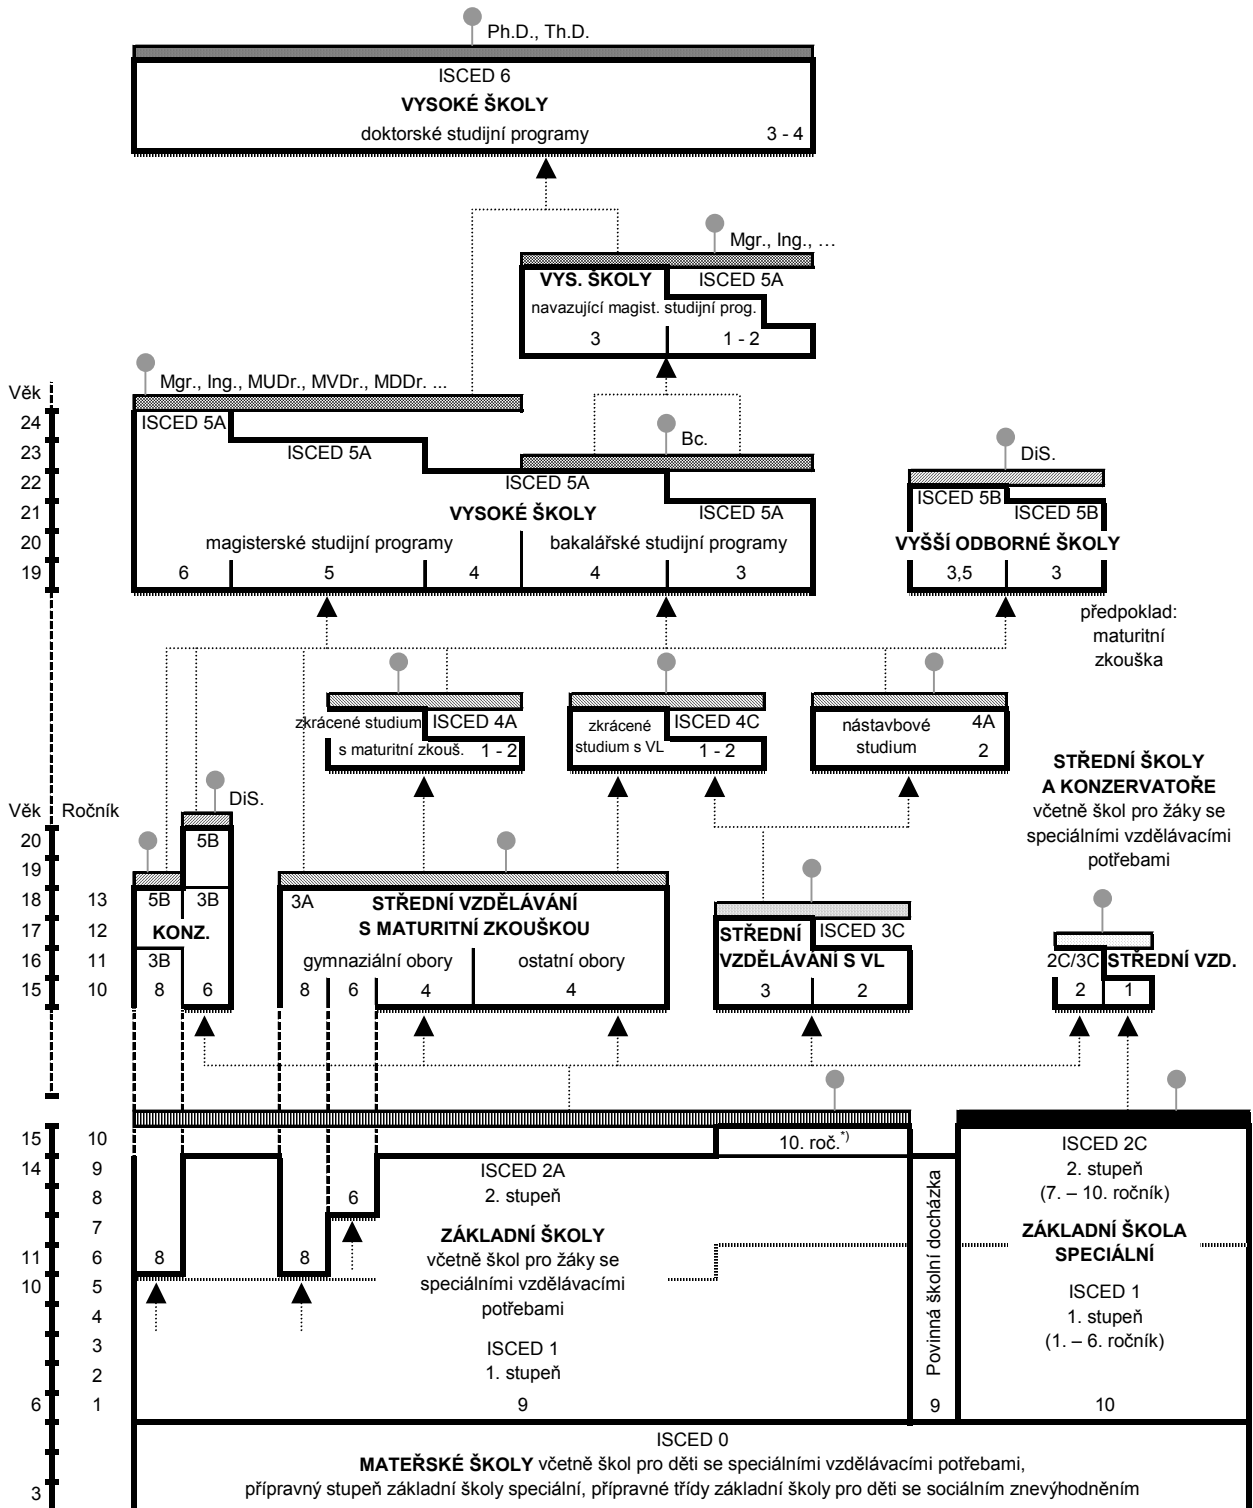 Ph.D., Th.D.
ISCED 6
VYSOKÉ ŠKOLY
doktorské studijní programy 3 - 4
Mgr., Ing., …
VYS. ŠKOLY ISCED 5A
navazující magist. studijní prog.
3 1 - 2
Mgr., Ing., MUDr., MVDr., MDDr. ...
Věk
24 ISCED 5A
Bc.
23 ISCED 5A
DiS.
22 ISCED 5A
ISCED 5B
21 VYSOKÉ ŠKOLY ISCED 5A ISCED 5B
20 magisterské studijní programy bakalářské studijní programy VYŠŠÍ ODBORNÉ ŠKOLY
19 6 5 4 4 3 3,5 3
předpoklad:
maturitní
zkouška
zkrácené studium ISCED 4A
s maturitní zkouš. 1 - 2
zkrácené ISCED 4C
studium s VL 1 - 2
nástavbové 4A
studium 2
STŘEDNÍ ŠKOLY
A KONZERVATOŘE
včetně škol pro žáky se
speciálními vzdělávacími
potřebami
DiS.
Věk Ročník
20 5B
19
18 13 5B 3B 3A STŘEDNÍ VZDĚLÁVÁNÍ
17 12 KONZ. S MATURITNÍ ZKOUŠKOU STŘEDNÍ ISCED 3C
16 11 3B gymnaziální obory ostatní obory VZDĚLÁVÁNÍ S VL 2C/3C STŘEDNÍ VZD.
15 10 8 6 8 6 4 4 3 2 2 1
15 10 10. roč.*) ISCED 2C
14 9 ISCED 2A 2. stupeň
8 6 2. stupeň (7. – 10. ročník)
7 ZÁKLADNÍ ŠKOLY ZÁKLADNÍ ŠKOLA
11 6 8 8 včetně škol pro žáky se SPECIÁLNÍ
10 5 speciálními vzdělávacími ISCED 1
4 potřebami 1. stupeň
3 ISCED 1 (1. – 6. ročník)
2 1. stupeň
Povinná školní docházka
6 1 9 9 10
ISCED 0
MATEŘSKÉ ŠKOLY včetně škol pro děti se speciálními vzdělávacími potřebami,
3 přípravný stupeň základní školy speciální, přípravné třídy základní školy pro děti se sociálním znevýhodněním